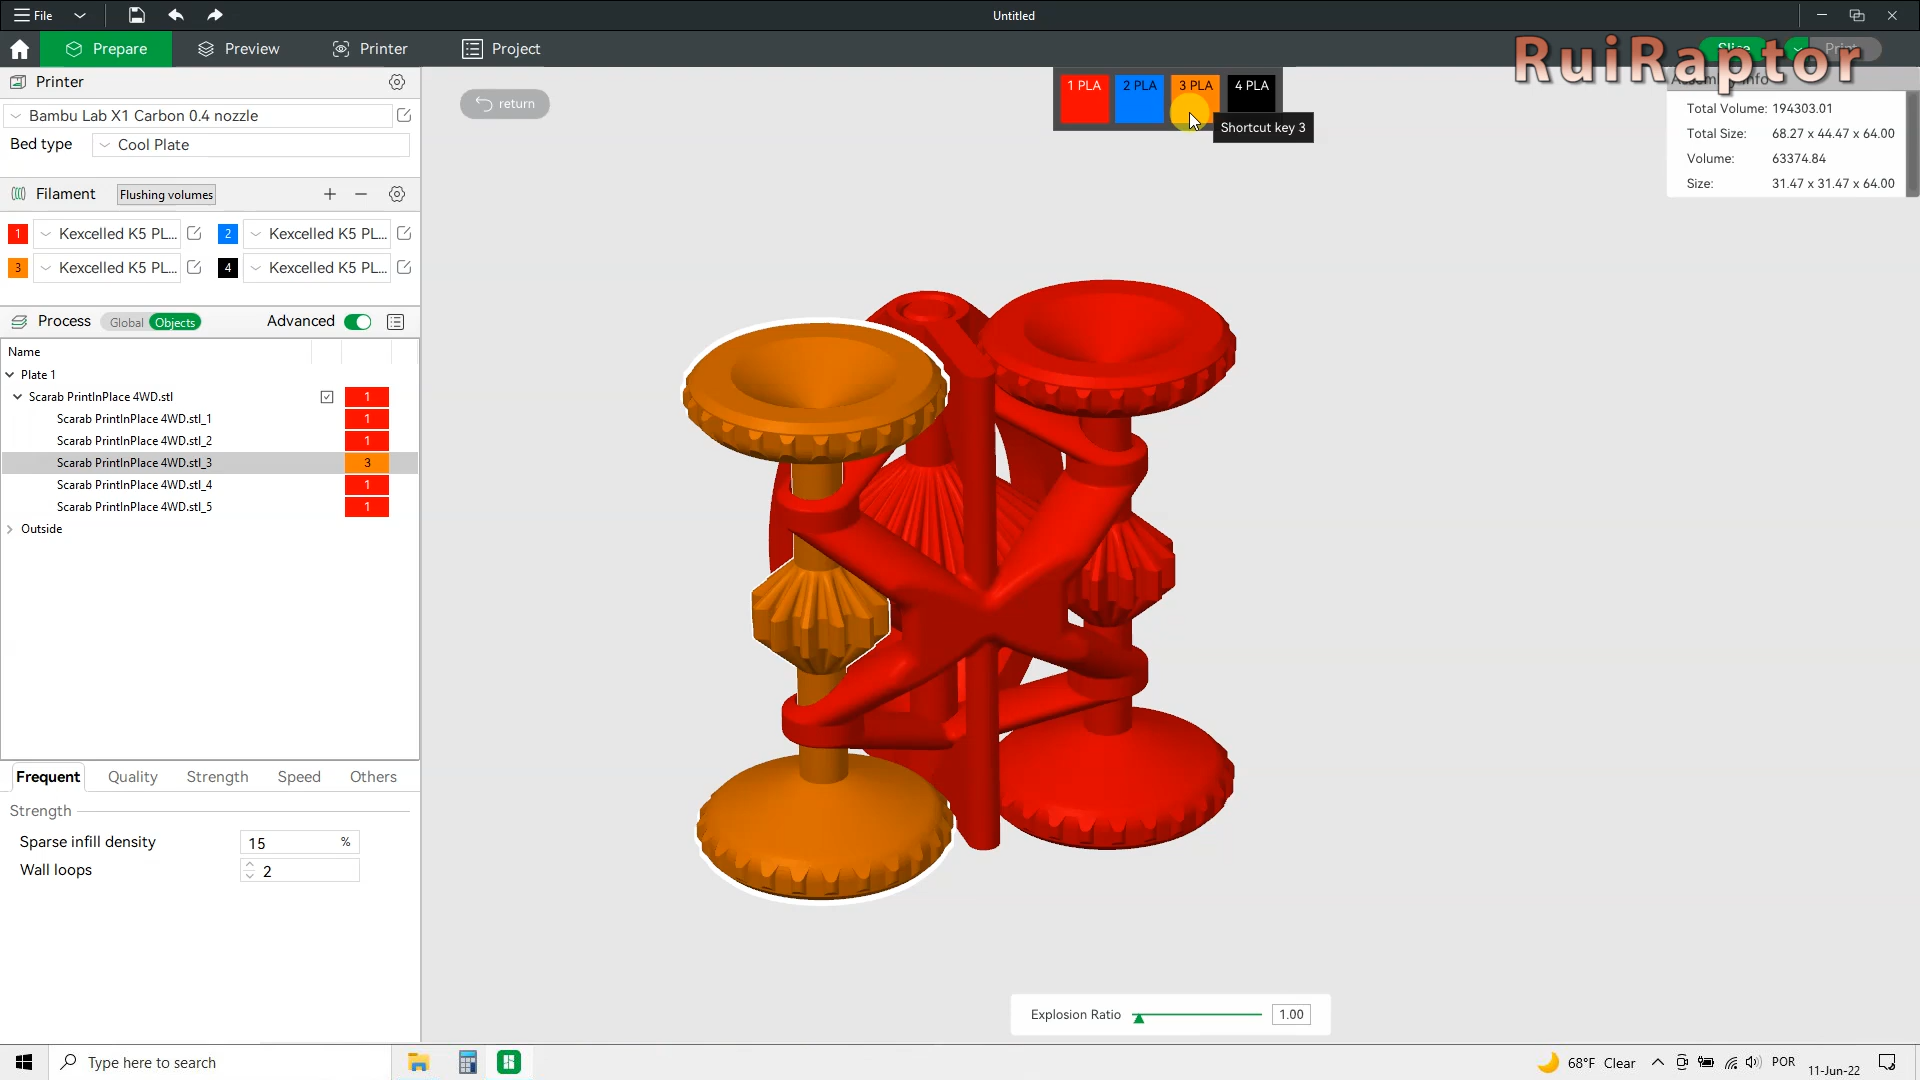 File
Untitled
Prepare
Preview
Printer
Project
Slice
Print
RuiRaptor
Printer
Bambu Lab X1 Carbon 0.4 nozzle
Bed type
Cool Plate
return
1 PLA
2 PLA
3 PLA
4 PLA
Shortcut key 3
Assembly Info
Total Volume: 194303.01
Total Size: 68.27 x 44.47 x 64.00
Volume: 63374.84
Size: 31.47 x 31.47 x 64.00
Filament
Flushing volumes
1 Kexcelled K5 PL...
2 Kexcelled K5 PL...
3 Kexcelled K5 PL...
4 Kexcelled K5 PL...
Process
Global
Objects
Advanced
Name
Plate 1
Scarab PrintInPlace 4WD.stl 1
Scarab PrintInPlace 4WD.stl_1 1
Scarab PrintInPlace 4WD.stl_2 1
Scarab PrintInPlace 4WD.stl_3 3
Scarab PrintInPlace 4WD.stl_4 1
Scarab PrintInPlace 4WD.stl_5 1
Outside
Frequent
Quality
Strength
Speed
Others
Strength
Sparse infill density 15 %
Wall loops 2
Explosion Ratio 1.00
Type here to search
68°F Clear
POR
11-Jun-22